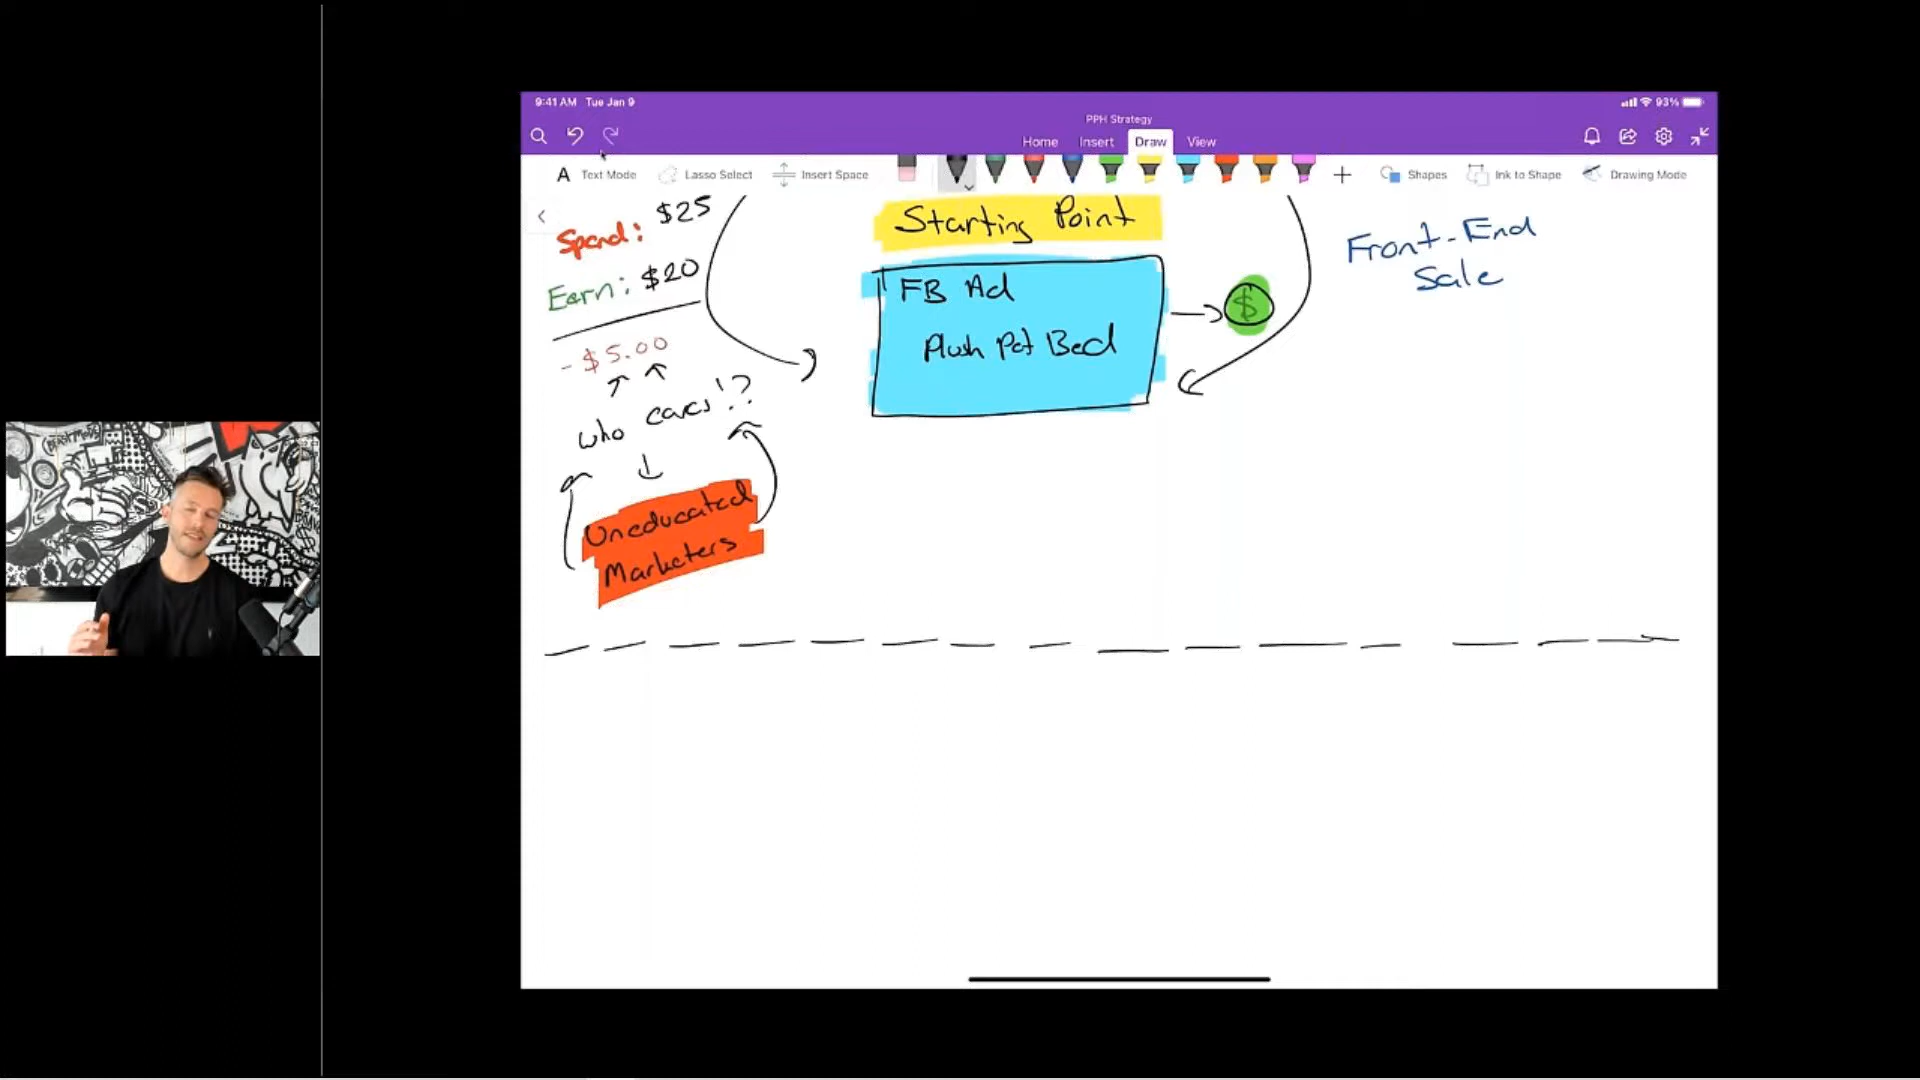 9:41 AM Tue Jan 9
93%
PPH Strategy
Home Insert Draw View
Text Mode Lasso Select Insert Space Shapes Ink to Shape Drawing Mode
Spend: $25
Earn: $20
- $5.00
who cares!?
Uneducated
Marketers
Starting Point
FB Ad
Plush Pet Bed
$
Front-End
Sale